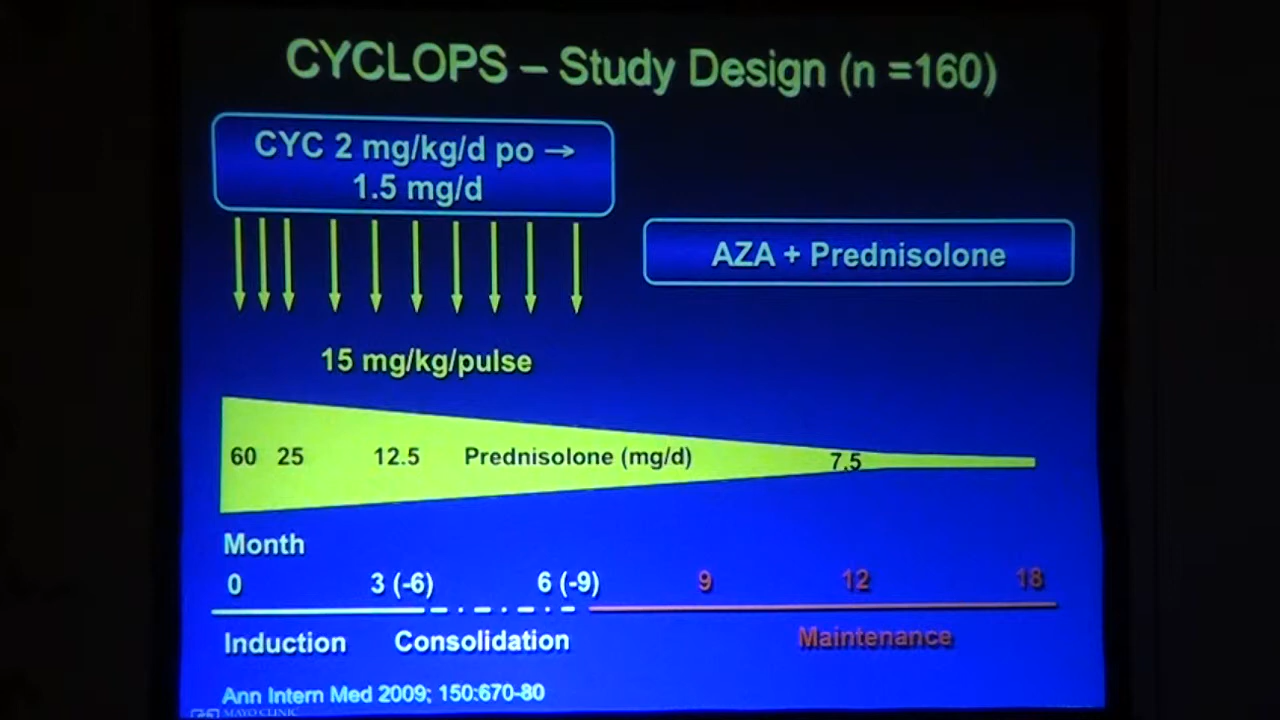 CYCLOPS – Study Design (n =160)
CYC 2 mg/kg/d po →
1.5 mg/d
AZA + Prednisolone
15 mg/kg/pulse
60 25 12.5 Prednisolone (mg/d) 7.5
Month
0 3 (-6) 6 (-9) 9 12 18
Induction Consolidation Maintenance
Ann Intern Med 2009; 150:670-80
MAYO CLINIC